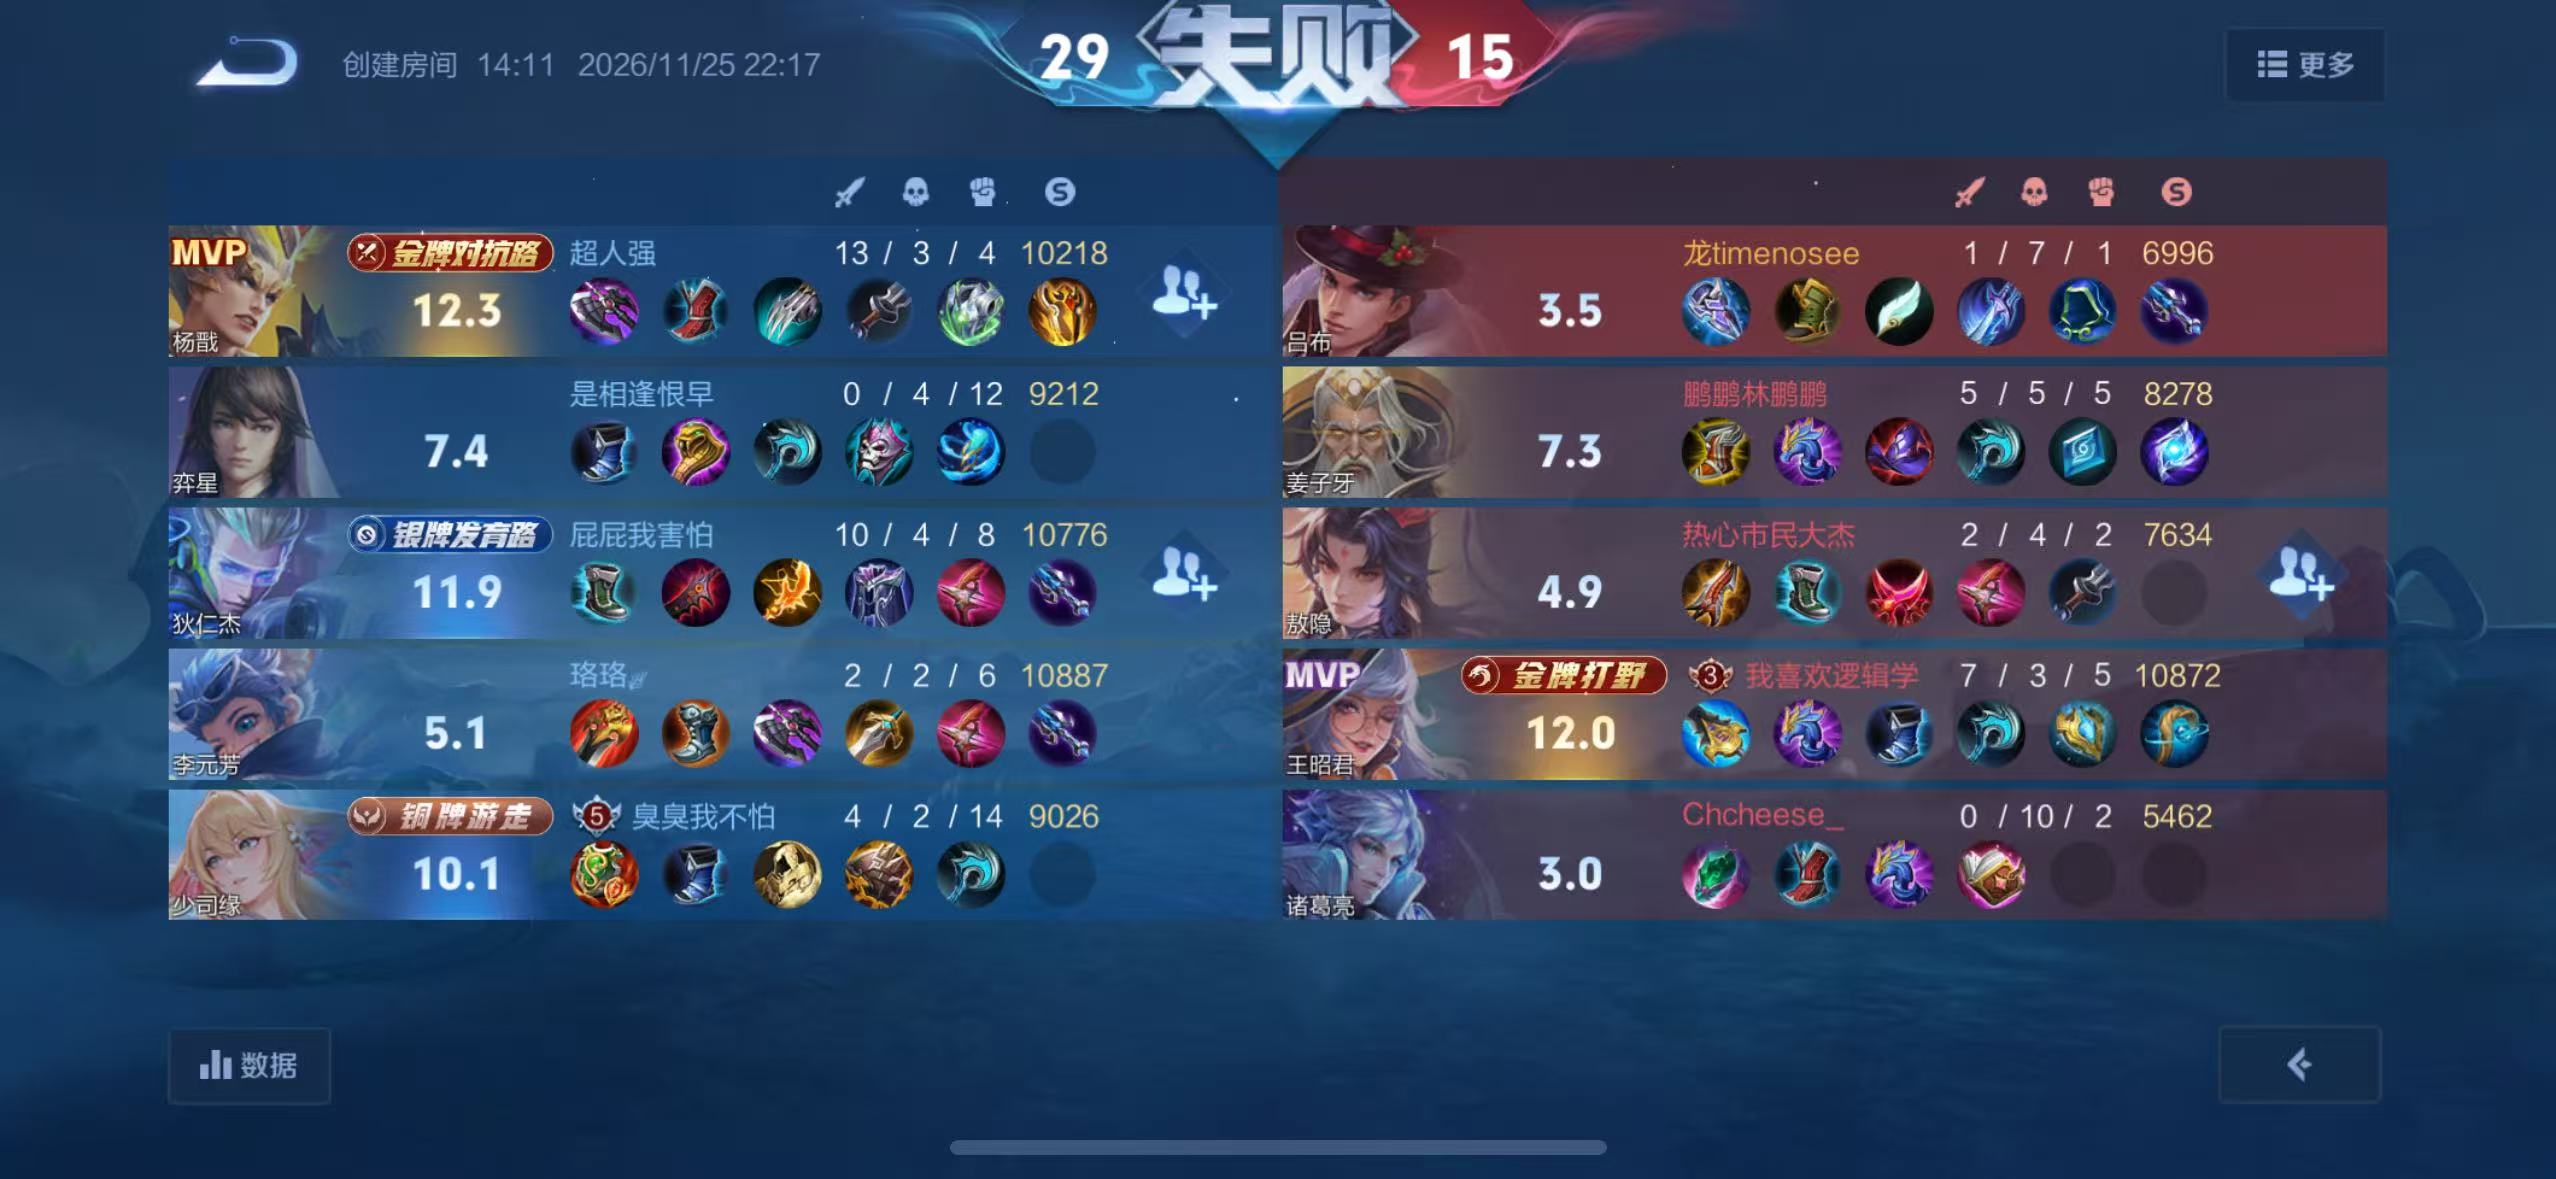 创建房间 14:11 2026/11/25 22:17
29 失败 15
更多
MVP
金牌对抗路 超人强 13 / 3 / 4 10218
12.3
杨戬
是相逢恨早 0 / 4 / 12 9212
7.4
弈星
银牌发育路 屁屁我害怕 10 / 4 / 8 10776
11.9
狄仁杰
珞珞 2 / 2 / 6 10887
5.1
李元芳
铜牌游走 5 臭臭我不怕 4 / 2 / 14 9026
10.1
少司缘
龙timenosee 1 / 7 / 1 6996
3.5
吕布
鹏鹏林鹏鹏 5 / 5 / 5 8278
7.3
姜子牙
热心市民大杰 2 / 4 / 2 7634
4.9
敖隐
MVP
金牌打野 3 我喜欢逻辑学 7 / 3 / 5 10872
12.0
王昭君
Chcheese_ 0 / 10 / 2 5462
3.0
诸葛亮
数据